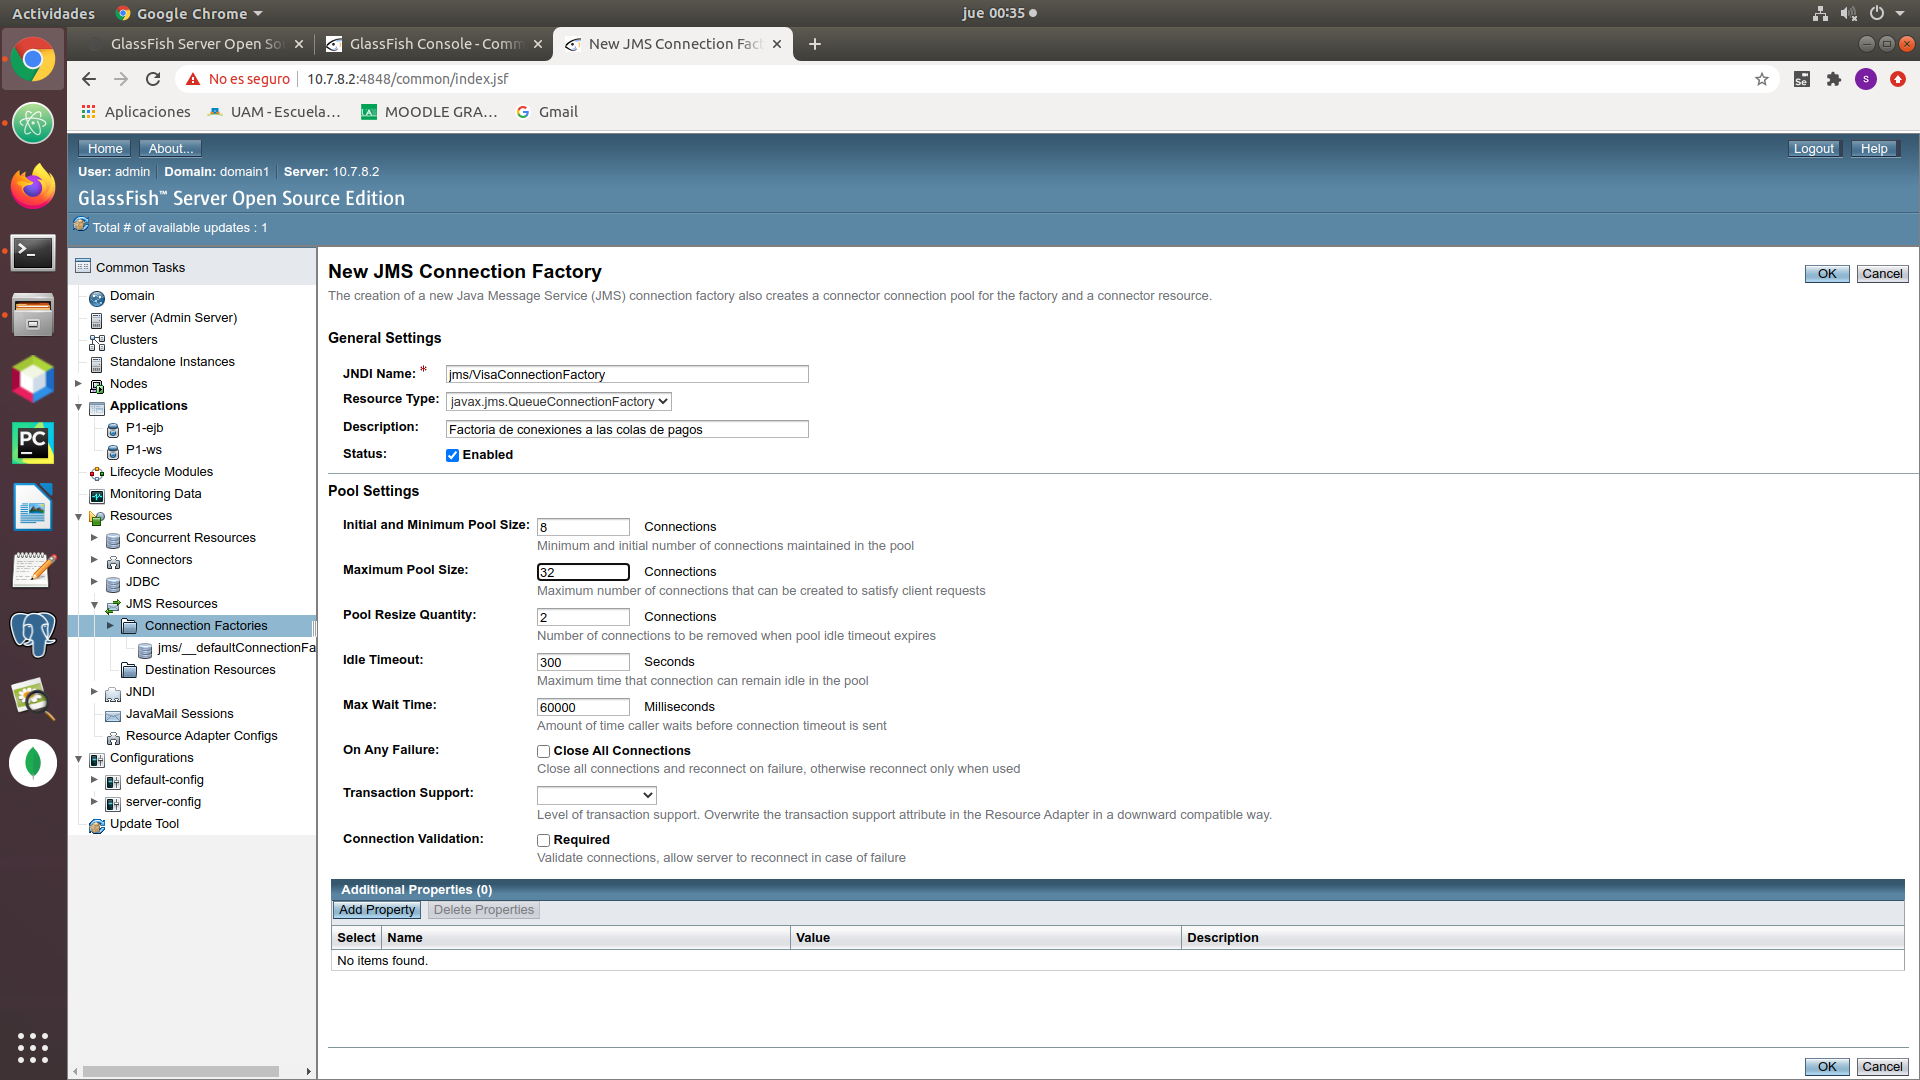 Actividades Google Chrome jue 00:35
GlassFish Server Open So GlassFish Console - Comm New JMS Connection Fact
No es seguro 10.7.8.2:4848/common/index.jsf
Aplicaciones UAM - Escuela… MOODLE GRA… Gmail
Home About... Logout Help
User: admin Domain: domain1 Server: 10.7.8.2
GlassFish™ Server Open Source Edition
Total # of available updates : 1
Common Tasks
Domain
server (Admin Server)
Clusters
Standalone Instances
Nodes
Applications
P1-ejb
P1-ws
Lifecycle Modules
Monitoring Data
Resources
Concurrent Resources
Connectors
JDBC
JMS Resources
Connection Factories
jms/__defaultConnectionFa
Destination Resources
JNDI
JavaMail Sessions
Resource Adapter Configs
Configurations
default-config
server-config
Update Tool
New JMS Connection Factory
OK Cancel
The creation of a new Java Message Service (JMS) connection factory also creates a connector connection pool for the factory and a connector resource.
General Settings
JNDI Name: * jms/VisaConnectionFactory
Resource Type: javax.jms.QueueConnectionFactory
Description: Factoria de conexiones a las colas de pagos
Status: Enabled
Pool Settings
Initial and Minimum Pool Size: 8 Connections
Minimum and initial number of connections maintained in the pool
Maximum Pool Size: 32 Connections
Maximum number of connections that can be created to satisfy client requests
Pool Resize Quantity: 2 Connections
Number of connections to be removed when pool idle timeout expires
Idle Timeout: 300 Seconds
Maximum time that connection can remain idle in the pool
Max Wait Time: 60000 Milliseconds
Amount of time caller waits before connection timeout is sent
On Any Failure: Close All Connections
Close all connections and reconnect on failure, otherwise reconnect only when used
Transaction Support:
Level of transaction support. Overwrite the transaction support attribute in the Resource Adapter in a downward compatible way.
Connection Validation: Required
Validate connections, allow server to reconnect in case of failure
Additional Properties (0)
Add Property Delete Properties
Select Name Value Description
No items found.
OK Cancel